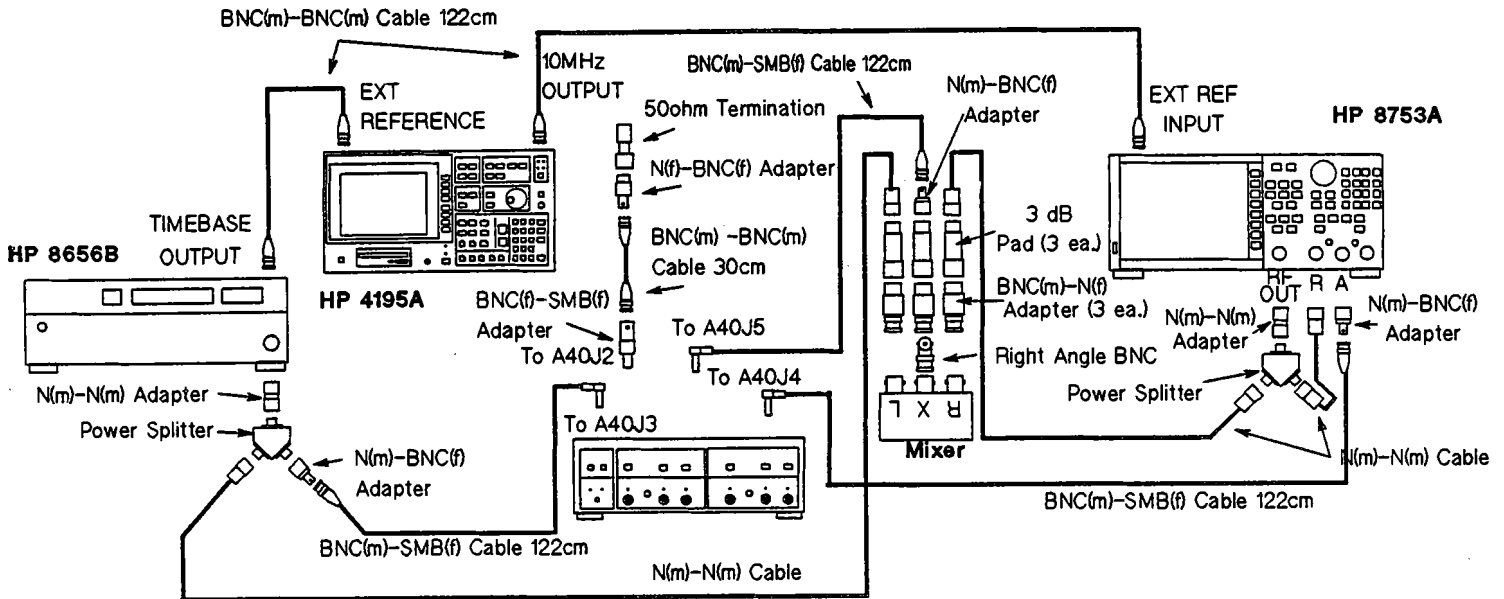 BNC(m)-BNC(m) Cable 122cm
10MHz
OUTPUT
EXT
REFERENCE
BNC(m)-SMB(f) Cable 122cm
N(m)-BNC(f)
Adapter
EXT REF
INPUT
HP 8753A
50ohm Termination
N(f)-BNC(f) Adapter
TIMEBASE
OUTPUT
HP 8656B
HP 4195A
BNC(m) -BNC(m)
Cable 30cm
3 dB
Pad (3 ea.)
BNC(f)-SMB(f)
Adapter
To A40J2
To A40J5
BNC(m)-N(f)
Adapter (3 ea.)
RF
OUT
R
A
N(m)-N(m)
Adapter
N(m)-BNC(f)
Adapter
Right Angle BNC
To A40J4
Power Splitter
N(m)-N(m) Adapter
Power Splitter
To A40J3
L
X
R
Mixer
N(m)-BNC(f)
Adapter
N(m)-N(m) Cable
BNC(m)-SMB(f) Cable 122cm
BNC(m)-SMB(f) Cable 122cm
N(m)-N(m) Cable